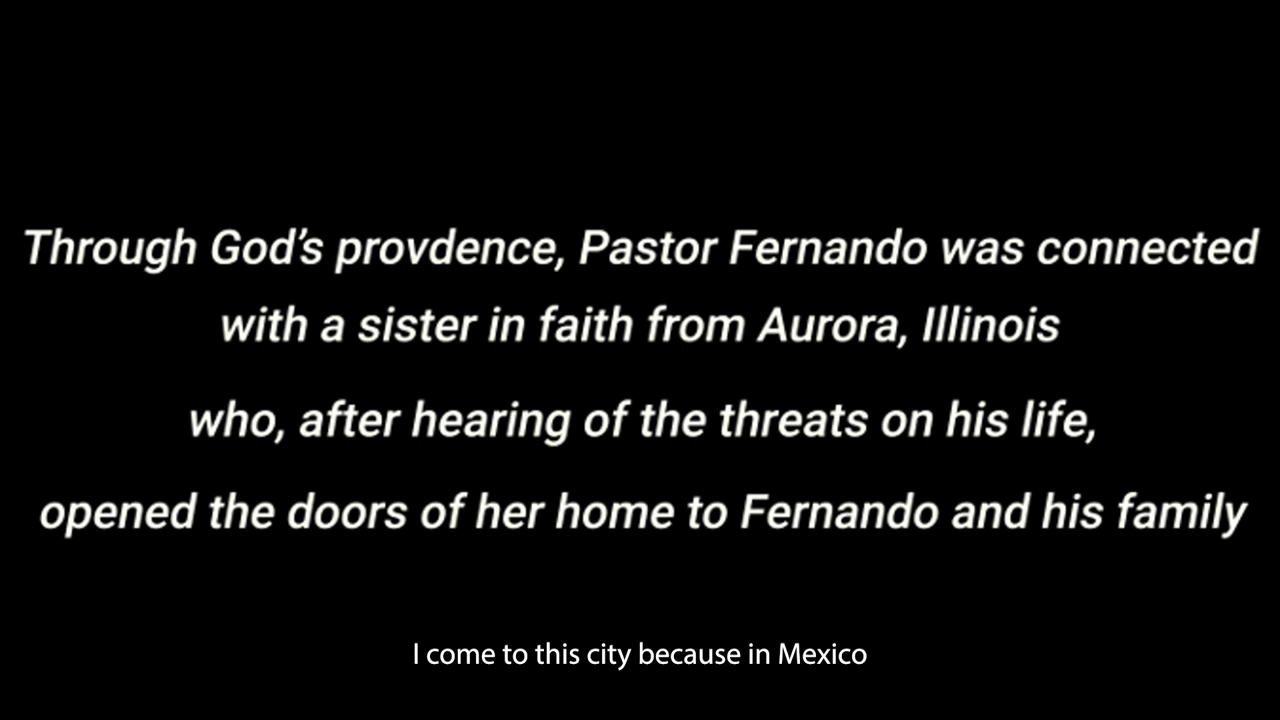 Through God’s provdence, Pastor Fernando was connected
with a sister in faith from Aurora, Illinois
who, after hearing of the threats on his life,
opened the doors of her home to Fernando and his family
I come to this city because in Mexico